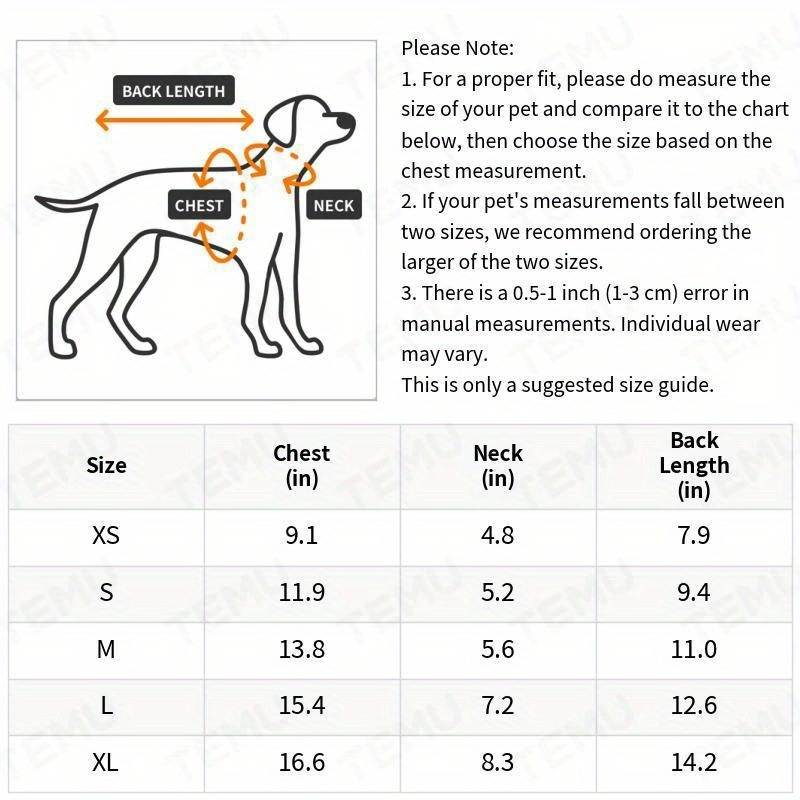 BACK LENGTH
CHEST
NECK
Please Note:
1. For a proper fit, please do measure the
size of your pet and compare it to the chart
below, then choose the size based on the
chest measurement.
2. If your pet's measurements fall between
two sizes, we recommend ordering the
larger of the two sizes.
3. There is a 0.5-1 inch (1-3 cm) error in
manual measurements. Individual wear
may vary.
This is only a suggested size guide.
Size Chest (in) Neck (in) Back Length (in)
XS 9.1 4.8 7.9
S 11.9 5.2 9.4
M 13.8 5.6 11.0
L 15.4 7.2 12.6
XL 16.6 8.3 14.2
TEMU